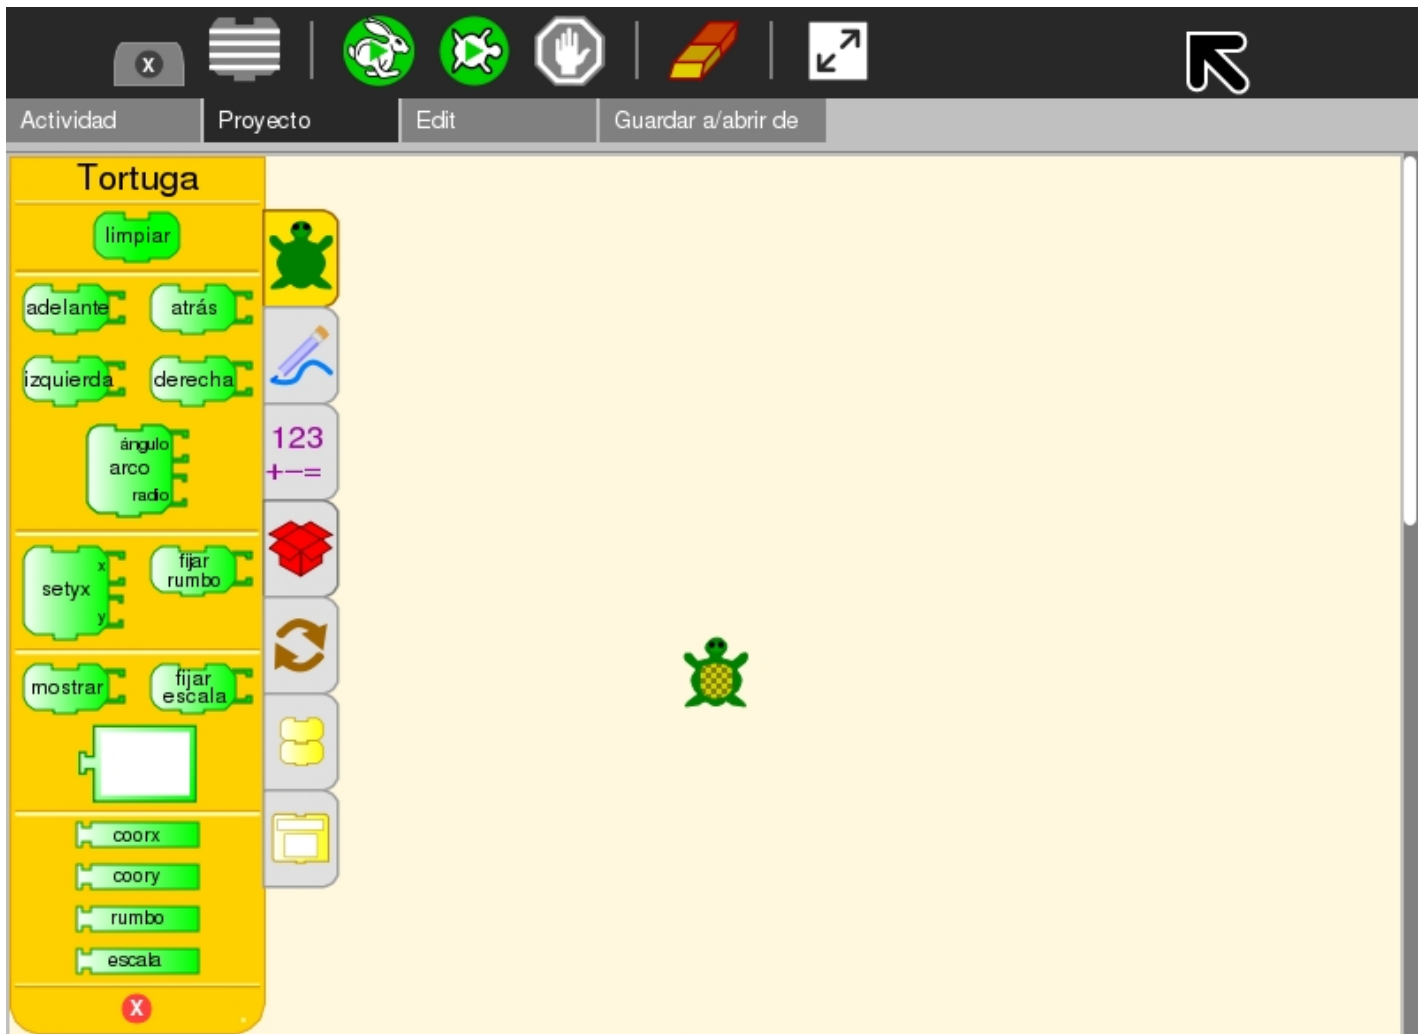 X
Actividad
Proyecto
Edit
Guardar a/abrir de
Tortuga
limpiar
adelante
atrás
izquierda
derecha
ángulo
arco
radio
x
setyx
y
fijar
rumbo
mostrar
fijar
escala
coorx
coory
rumbo
escala
X
123
+−=